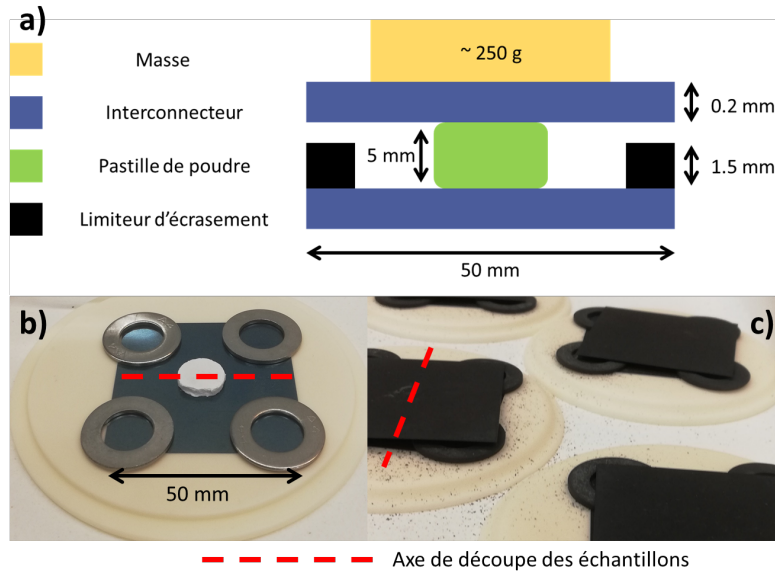 a)
Masse
Interconnecteur
Pastille de poudre
Limiteur d'écrasement
~ 250 g
0.2 mm
5 mm
1.5 mm
50 mm
b)
50 mm
c)
Axe de découpe des échantillons